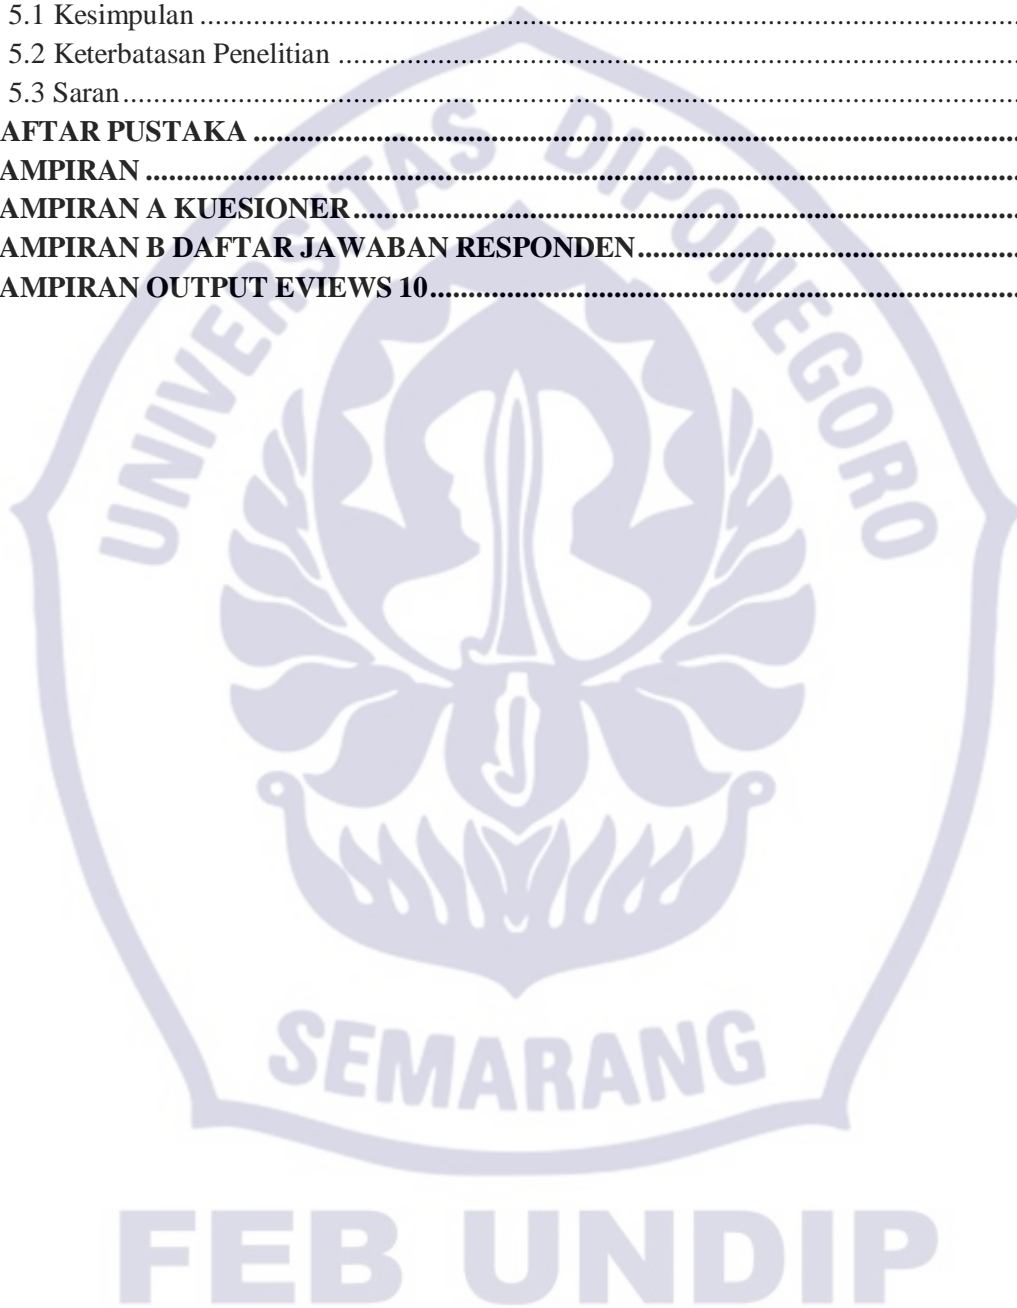 5.1 Kesimpulan ..........................................................................................................
5.2 Keterbatasan Penelitian .......................................................................................
5.3 Saran....................................................................................................................
AFTAR PUSTAKA ..................................................................................................
AMPIRAN ................................................................................................................
AMPIRAN A KUESIONER......................................................................................
AMPIRAN B DAFTAR JAWABAN RESPONDEN.................................................
AMPIRAN OUTPUT EVIEWS 10............................................................................
UNIVERSITAS DIPONEGORO
SEMARANG
FEB UNDIP